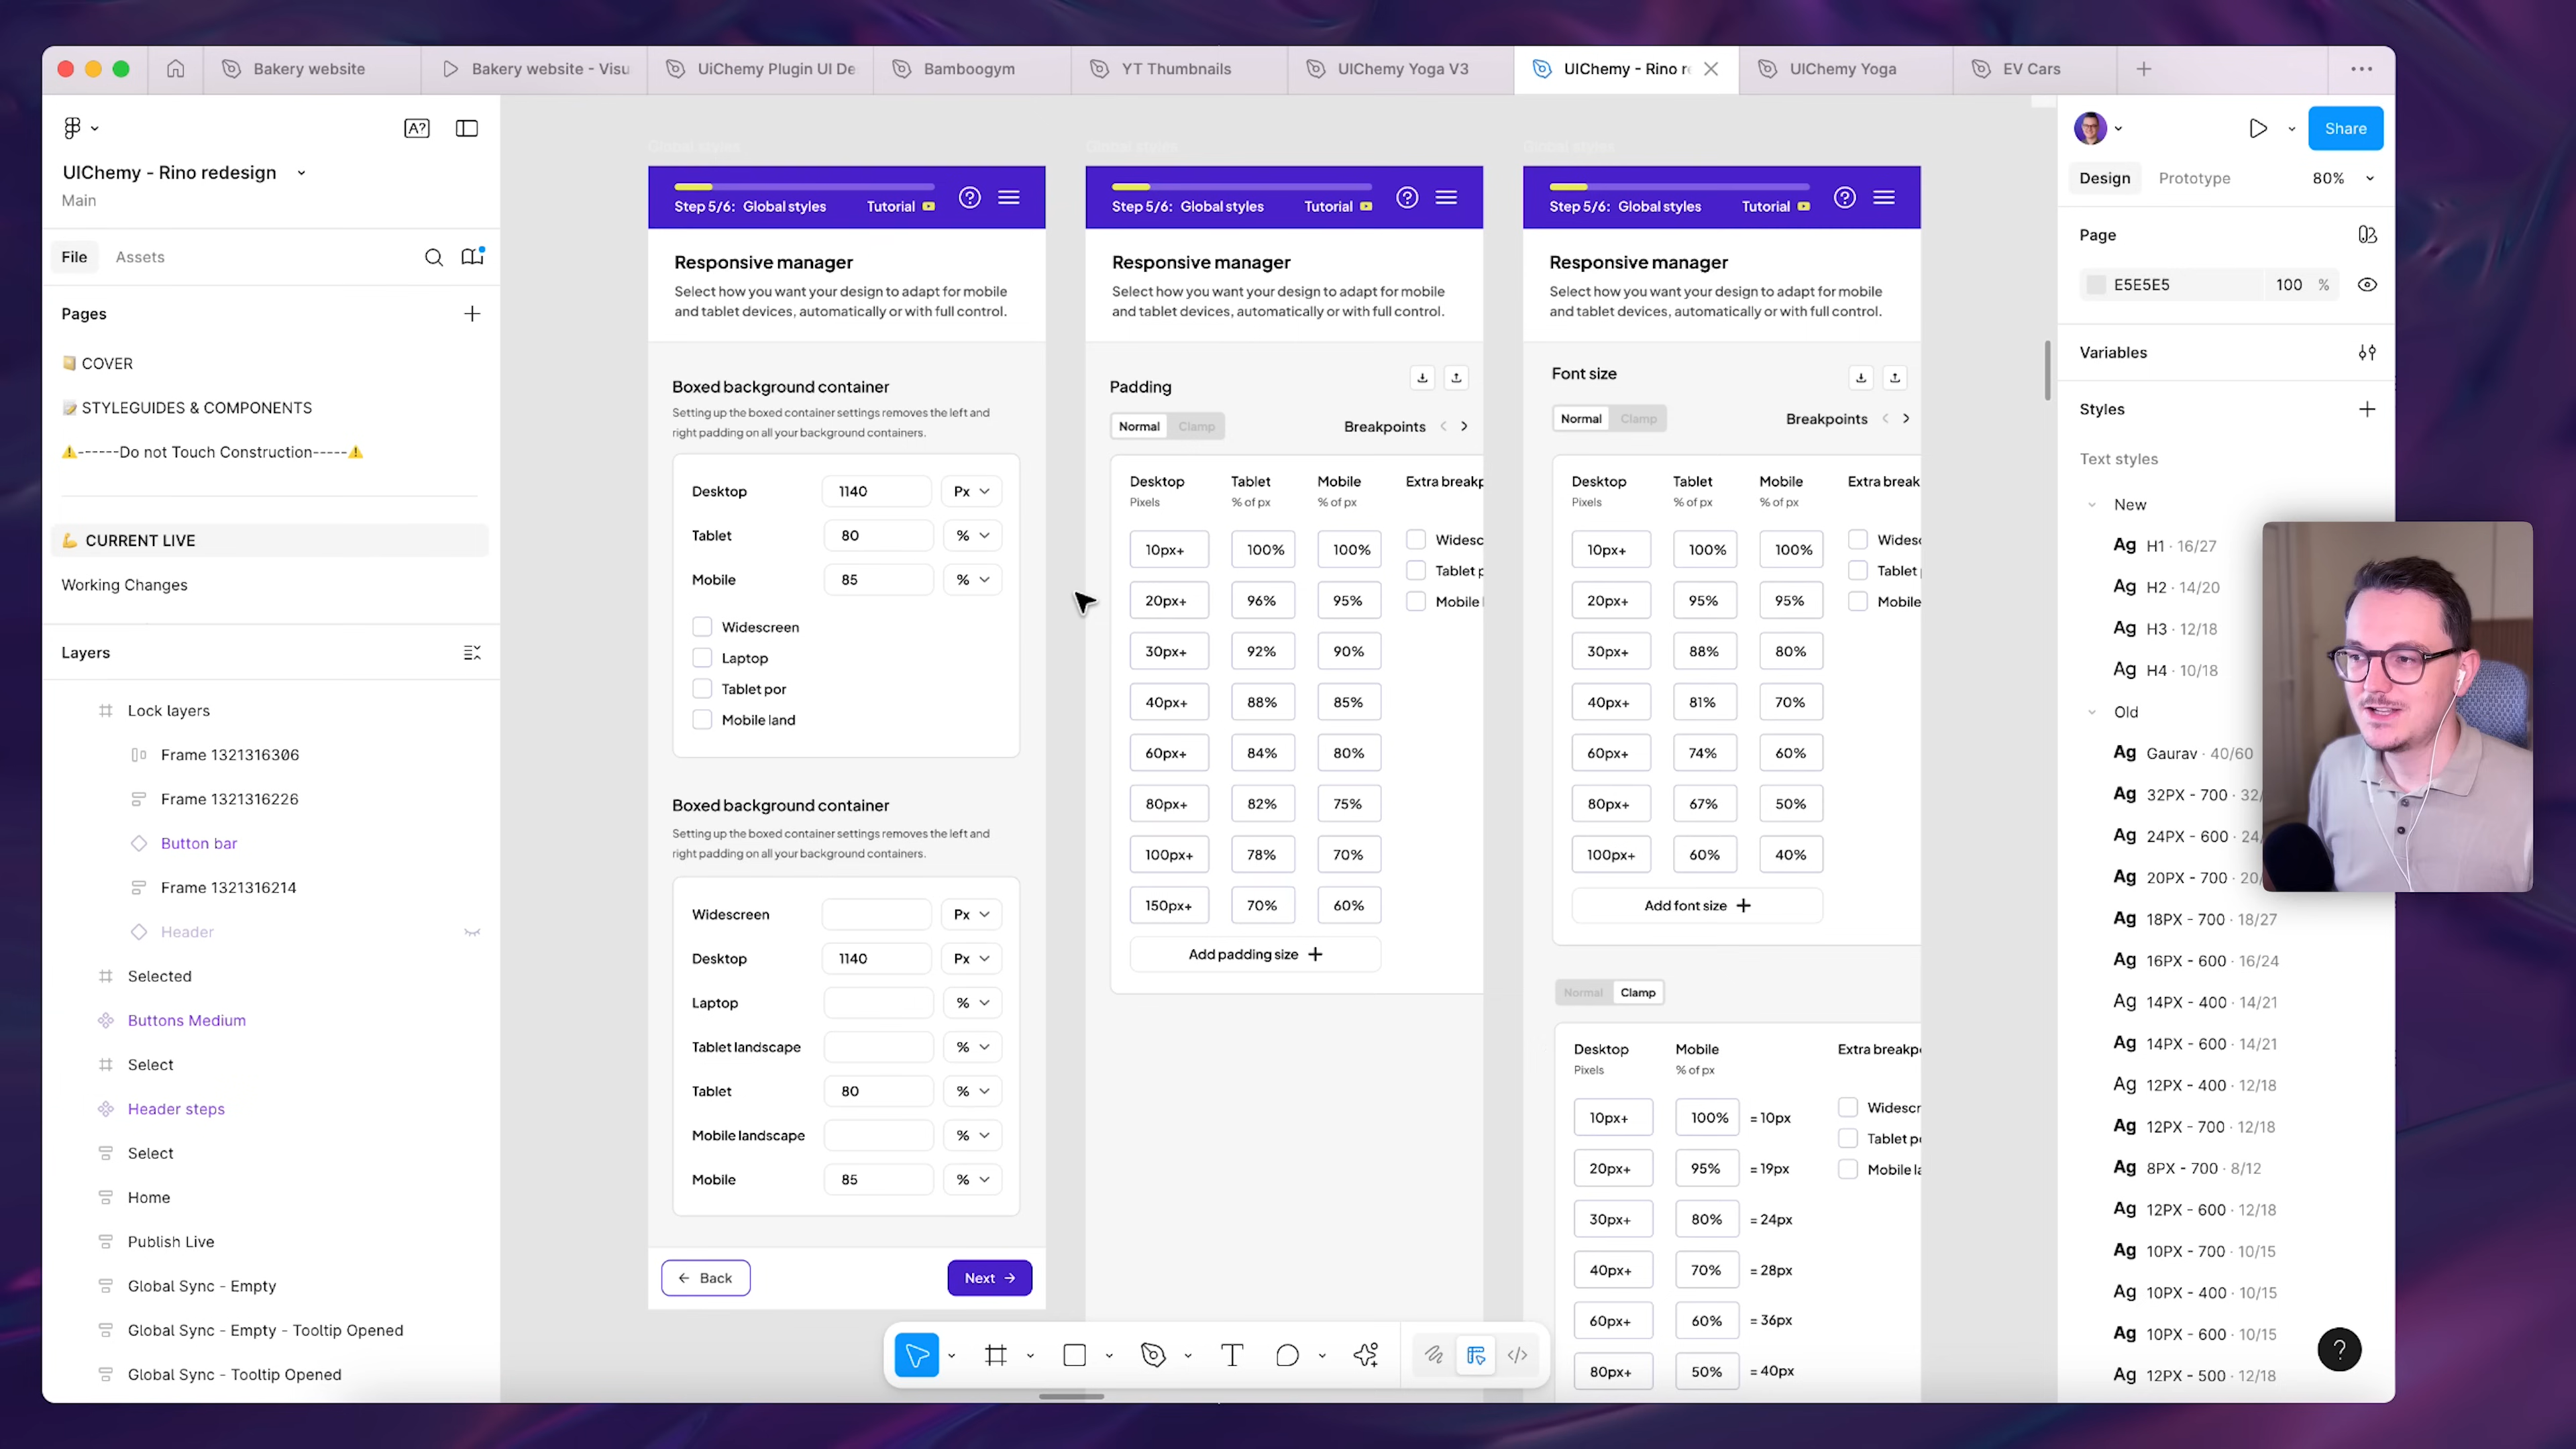 Bakery website
Bakery website - Visu
UiChemy Plugin UI De
Bamboogym
YT Thumbnails
UIChemy Yoga V3
UIChemy - Rino r
UIChemy Yoga
EV Cars
A?
UIChemy - Rino redesign
Main
File
Assets
Pages
COVER
STYLEGUIDES & COMPONENTS
------Do not Touch Construction-----
CURRENT LIVE
Working Changes
Layers
Lock layers
Frame 1321316306
Frame 1321316226
Button bar
Frame 1321316214
Header
Selected
Buttons Medium
Select
Header steps
Select
Home
Publish Live
Global Sync - Empty
Global Sync - Empty - Tooltip Opened
Global Sync - Tooltip Opened
Global styles
Step 5/6: Global styles
Tutorial
Responsive manager
Select how you want your design to adapt for mobile
and tablet devices, automatically or with full control.
Boxed background container
Setting up the boxed container settings removes the left and
right padding on all your background containers.
Desktop 1140 Px
Tablet 80 %
Mobile 85 %
Widescreen
Laptop
Tablet por
Mobile land
Boxed background container
Setting up the boxed container settings removes the left and
right padding on all your background containers.
Widescreen Px
Desktop 1140 Px
Laptop %
Tablet landscape %
Tablet 80 %
Mobile landscape %
Mobile 85 %
Back
Next
Global styles
Step 5/6: Global styles
Tutorial
Responsive manager
Select how you want your design to adapt for mobile
and tablet devices, automatically or with full control.
Padding
Normal Clamp
Breakpoints
Desktop Tablet Mobile Extra breakp
Pixels % of px % of px
10px+ 100% 100% Widesc
Tablet p
20px+ 96% 95% Mobile l
30px+ 92% 90%
40px+ 88% 85%
60px+ 84% 80%
80px+ 82% 75%
100px+ 78% 70%
150px+ 70% 60%
Add padding size +
Global styles
Step 5/6: Global styles
Tutorial
Responsive manager
Select how you want your design to adapt for mobile
and tablet devices, automatically or with full control.
Font size
Normal Clamp
Breakpoints
Desktop Tablet Mobile Extra break
Pixels % of px % of px
10px+ 100% 100% Widesc
Tablet
20px+ 95% 95% Mobile
30px+ 88% 80%
40px+ 81% 70%
60px+ 74% 60%
80px+ 67% 50%
100px+ 60% 40%
Add font size +
Normal Clamp
Desktop Mobile Extra breakp
Pixels % of px
10px+ 100% =10px Widescr
Tablet p
20px+ 95% =19px Mobile la
30px+ 80% =24px
40px+ 70% =28px
60px+ 60% =36px
80px+ 50% =40px
Share
Design
Prototype
80%
Page
E5E5E5 100 %
Variables
Styles
Text styles
New
Ag H1 · 16/27
Ag H2 · 14/20
Ag H3 · 12/18
Ag H4 · 10/18
Old
Ag Gaurav · 40/60
Ag 32PX - 700 · 32/
Ag 24PX - 600 · 24/
Ag 20PX - 700 · 20/
Ag 18PX - 700 · 18/27
Ag 16PX - 600 · 16/24
Ag 14PX - 400 · 14/21
Ag 14PX - 600 · 14/21
Ag 12PX - 400 · 12/18
Ag 12PX - 700 · 12/18
Ag 8PX - 700 · 8/12
Ag 12PX - 600 · 12/18
Ag 10PX - 700 · 10/15
Ag 10PX - 400 · 10/15
Ag 10PX - 600 · 10/15
Ag 12PX - 500 · 12/18
?